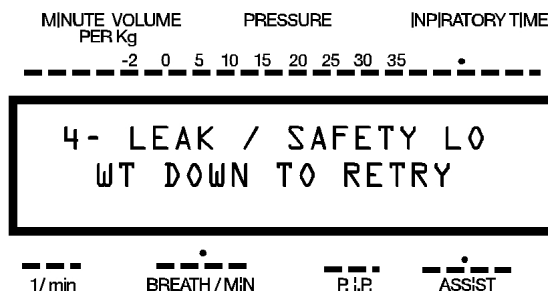 MINUTE VOLUME PER Kg
PRESSURE
INPIRATORY TIME
-2 0 5 10 15 20 25 30 35
4- LEAK / SAFETY LO
WT DOWN TO RETRY
1/min
BREATH/MIN
P.I.P.
ASSIST